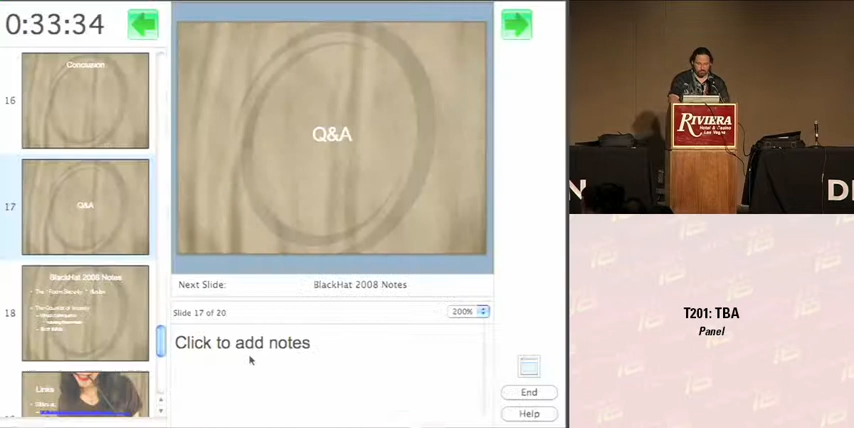 0:33:34
16
Conclusion
17
Q&A
18
BlackHat 2008 Notes
Links
Q&A
Next Slide:
BlackHat 2008 Notes
Slide 17 of 20
200%
Click to add notes
End
Help
RIVIERA
Hotel & Casino
Las Vegas
N
DE
T201: TBA
Panel